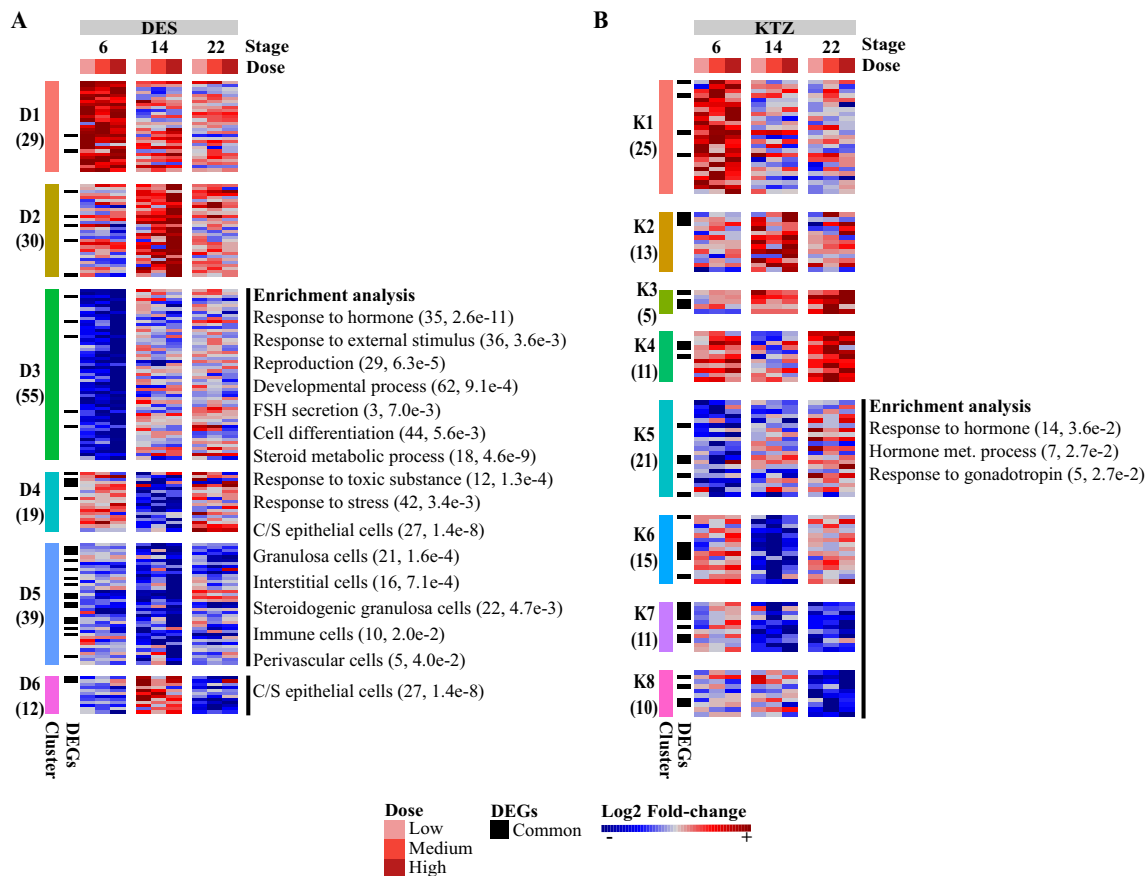 A
DES
6 14 22 Stage
Dose
D1
(29)
D2
(30)
D3
(55)
D4
(19)
D5
(39)
D6
(12)
Cluster
DEGs
Enrichment analysis
Response to hormone (35, 2.6e-11)
Response to external stimulus (36, 3.6e-3)
Reproduction (29, 6.3e-5)
Developmental process (62, 9.1e-4)
FSH secretion (3, 7.0e-3)
Cell differentiation (44, 5.6e-3)
Steroid metabolic process (18, 4.6e-9)
Response to toxic substance (12, 1.3e-4)
Response to stress (42, 3.4e-3)
C/S epithelial cells (27, 1.4e-8)
Granulosa cells (21, 1.6e-4)
Interstitial cells (16, 7.1e-4)
Steroidogenic granulosa cells (22, 4.7e-3)
Immune cells (10, 2.0e-2)
Perivascular cells (5, 4.0e-2)
C/S epithelial cells (27, 1.4e-8)
B
KTZ
6 14 22 Stage
Dose
K1
(25)
K2
(13)
K3
(5)
K4
(11)
K5
(21)
K6
(15)
K7
(11)
K8
(10)
Cluster
DEGs
Enrichment analysis
Response to hormone (14, 3.6e-2)
Hormone met. process (7, 2.7e-2)
Response to gonadotropin (5, 2.7e-2)
Dose
Low
Medium
High
DEGs
Common
Log2 Fold-change
- +